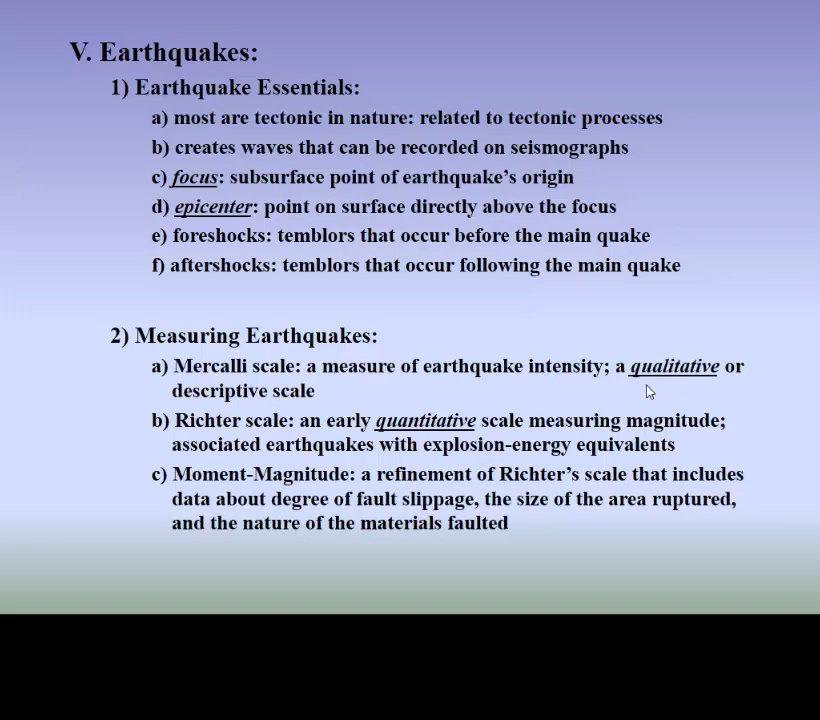 V. Earthquakes:
1) Earthquake Essentials:
a) most are tectonic in nature: related to tectonic processes
b) creates waves that can be recorded on seismographs
c) focus: subsurface point of earthquake’s origin
d) epicenter: point on surface directly above the focus
e) foreshocks: temblors that occur before the main quake
f) aftershocks: temblors that occur following the main quake
2) Measuring Earthquakes:
a) Mercalli scale: a measure of earthquake intensity; a qualitative or
descriptive scale
b) Richter scale: an early quantitative scale measuring magnitude;
associated earthquakes with explosion-energy equivalents
c) Moment-Magnitude: a refinement of Richter’s scale that includes
data about degree of fault slippage, the size of the area ruptured,
and the nature of the materials faulted